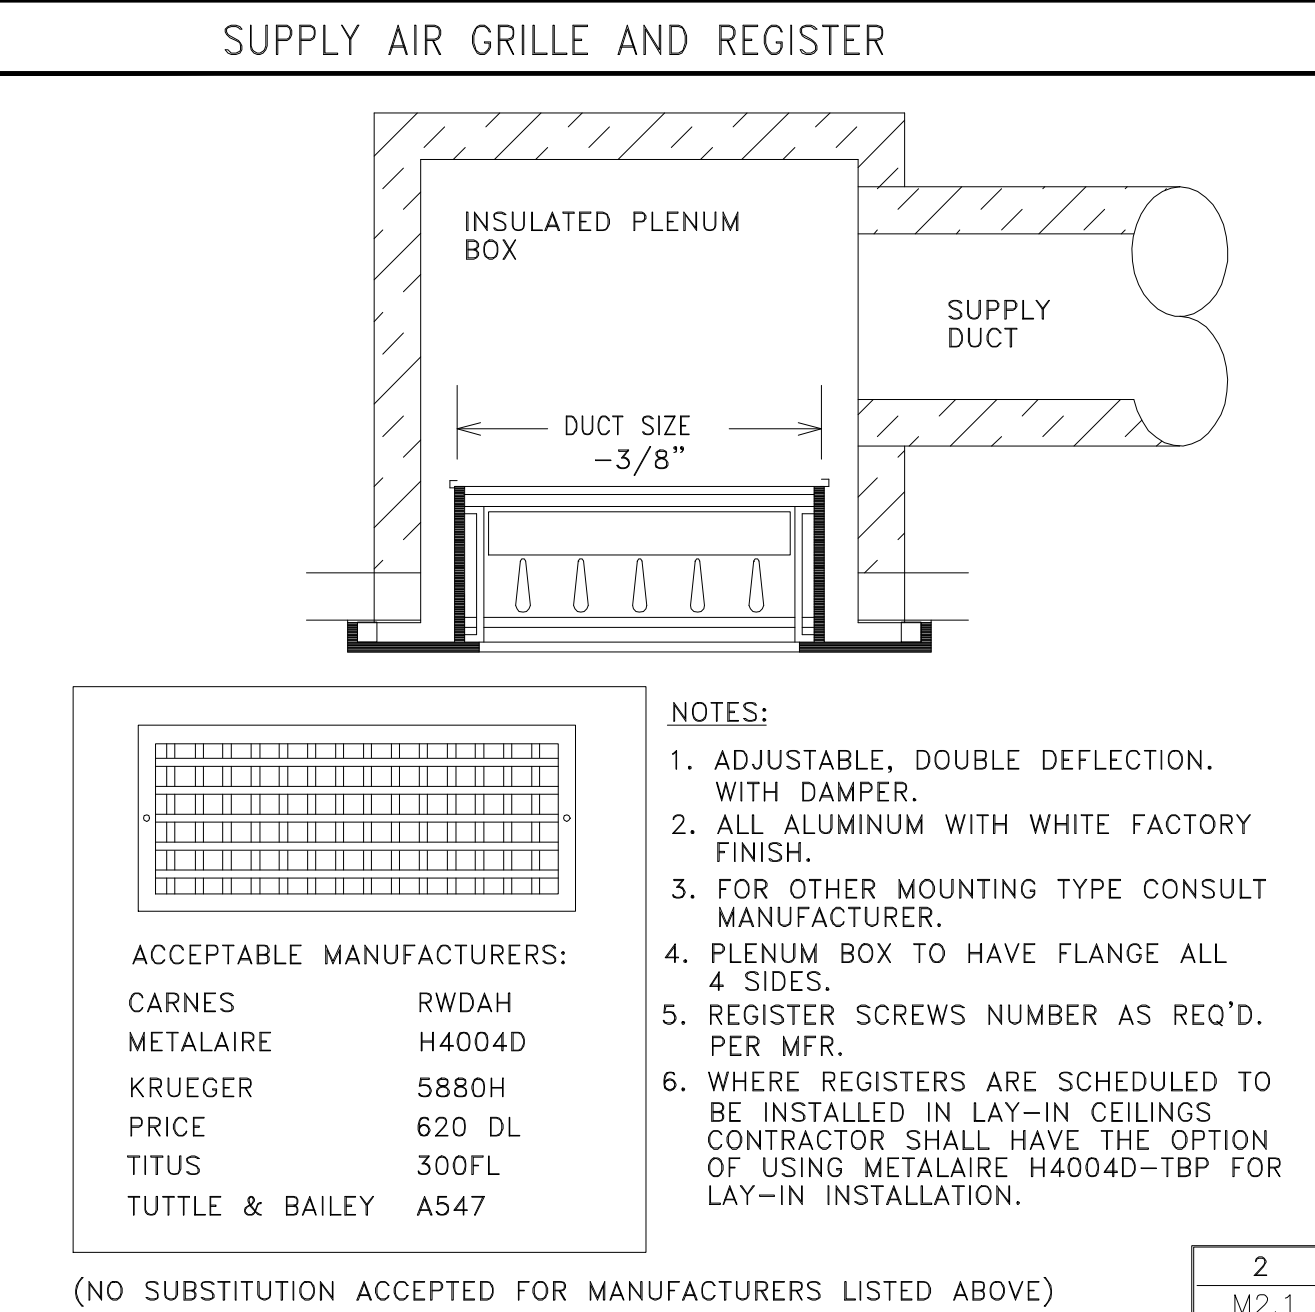 SUPPLY AIR GRILLE AND REGISTER
INSULATED PLENUM
BOX
SUPPLY
DUCT
DUCT SIZE
-3/8"
ACCEPTABLE MANUFACTURERS:
CARNES RWDAH
METALAIRE H4004D
KRUEGER 5880H
PRICE 620 DL
TITUS 300FL
TUTTLE & BAILEY A547
NOTES:
1. ADJUSTABLE, DOUBLE DEFLECTION.
WITH DAMPER.
2. ALL ALUMINUM WITH WHITE FACTORY
FINISH.
3. FOR OTHER MOUNTING TYPE CONSULT
MANUFACTURER.
4. PLENUM BOX TO HAVE FLANGE ALL
4 SIDES.
5. REGISTER SCREWS NUMBER AS REQ'D.
PER MFR.
6. WHERE REGISTERS ARE SCHEDULED TO
BE INSTALLED IN LAY-IN CEILINGS
CONTRACTOR SHALL HAVE THE OPTION
OF USING METALAIRE H4004D-TBP FOR
LAY-IN INSTALLATION.
(NO SUBSTITUTION ACCEPTED FOR MANUFACTURERS LISTED ABOVE)
2
M2.1